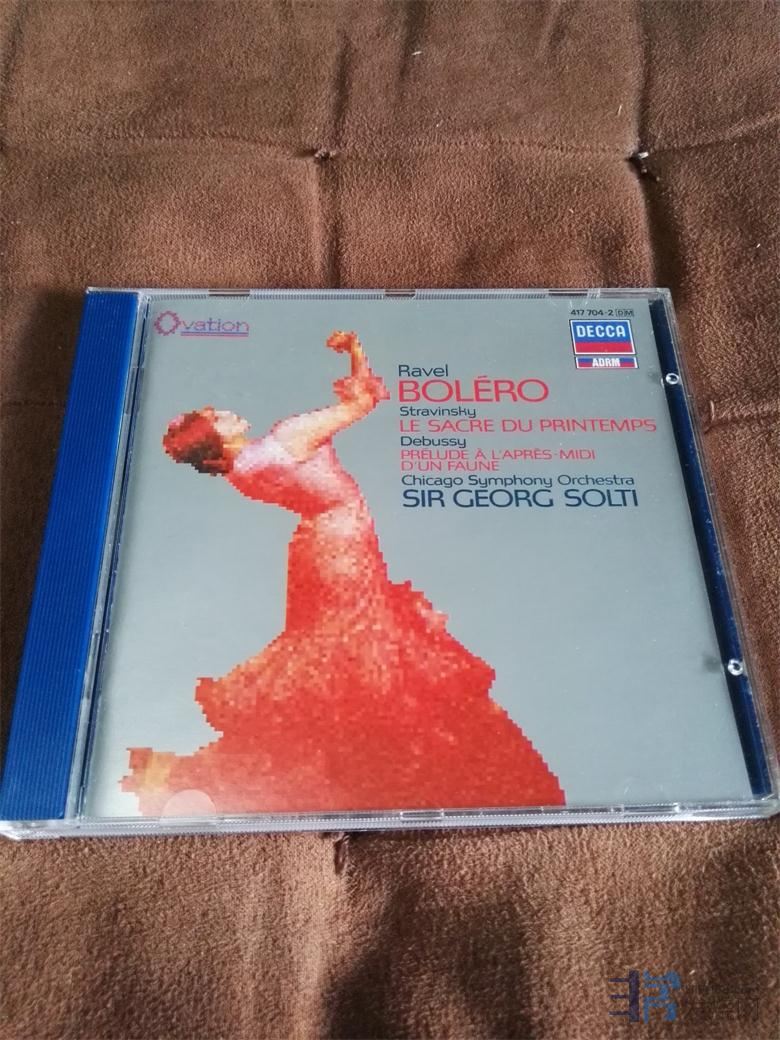 Ovation
417 704-2 DM
DECCA
ADRM
Ravel
BOLÉRO
Stravinsky
LE SACRE DU PRINTEMPS
Debussy
PRÉLUDE À L'APRÈS-MIDI
D'UN FAUNE
Chicago Symphony Orchestra
SIR GEORG SOLTI